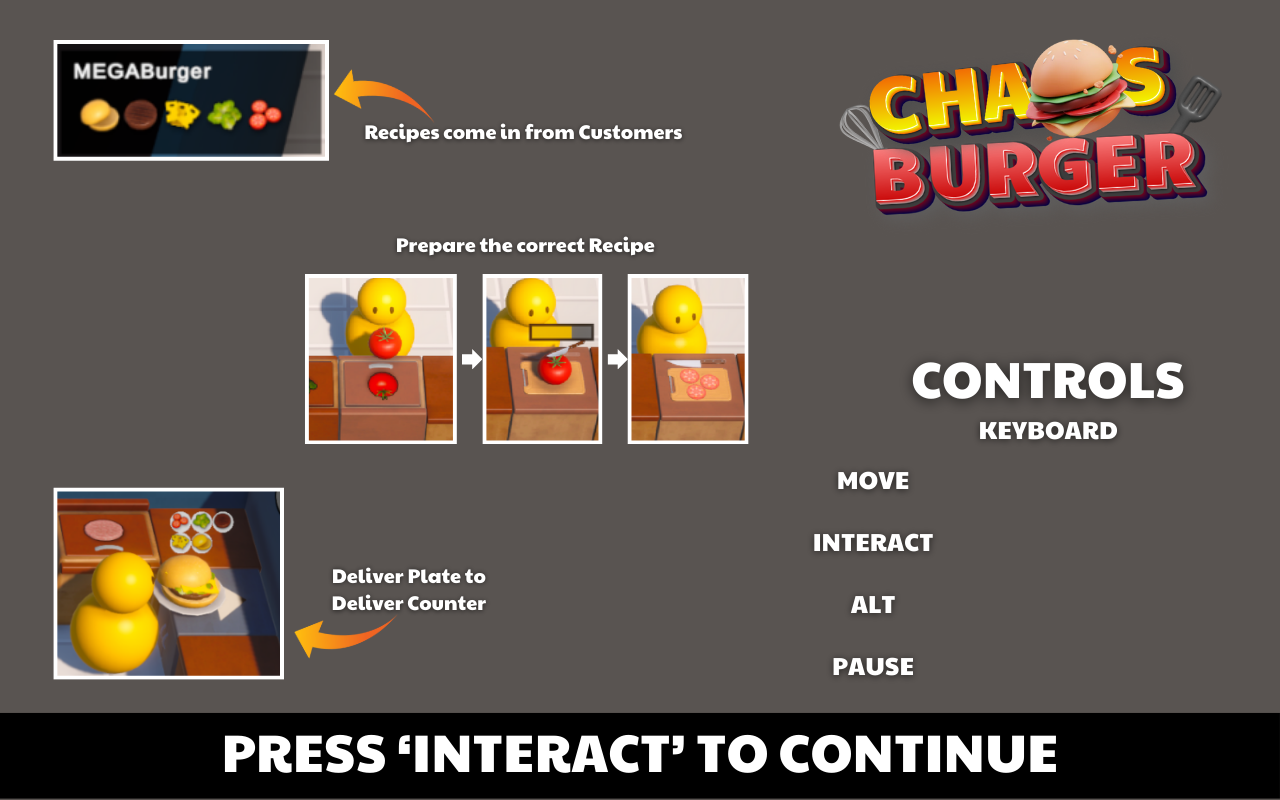 MEGABurger
Recipes come in from Customers
CHAOS
BURGER
Prepare the correct Recipe
CONTROLS
KEYBOARD
MOVE
INTERACT
ALT
PAUSE
Deliver Plate to
Deliver Counter
PRESS ‘INTERACT’ TO CONTINUE